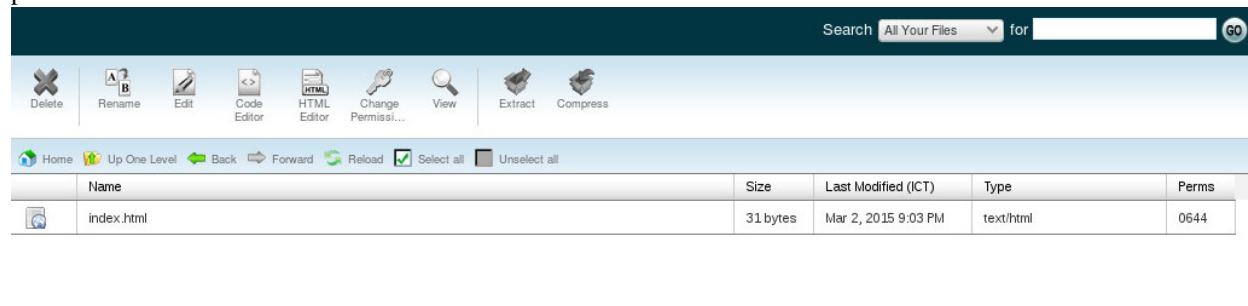 Search All Your Files for GO
Delete Rename Edit Code Editor HTML Editor Change Permissi... View Extract Compress
Home Up One Level Back Forward Reload Select all Unselect all
Name Size Last Modified (ICT) Type Perms
index.html 31 bytes Mar 2, 2015 9:03 PM text/html 0644